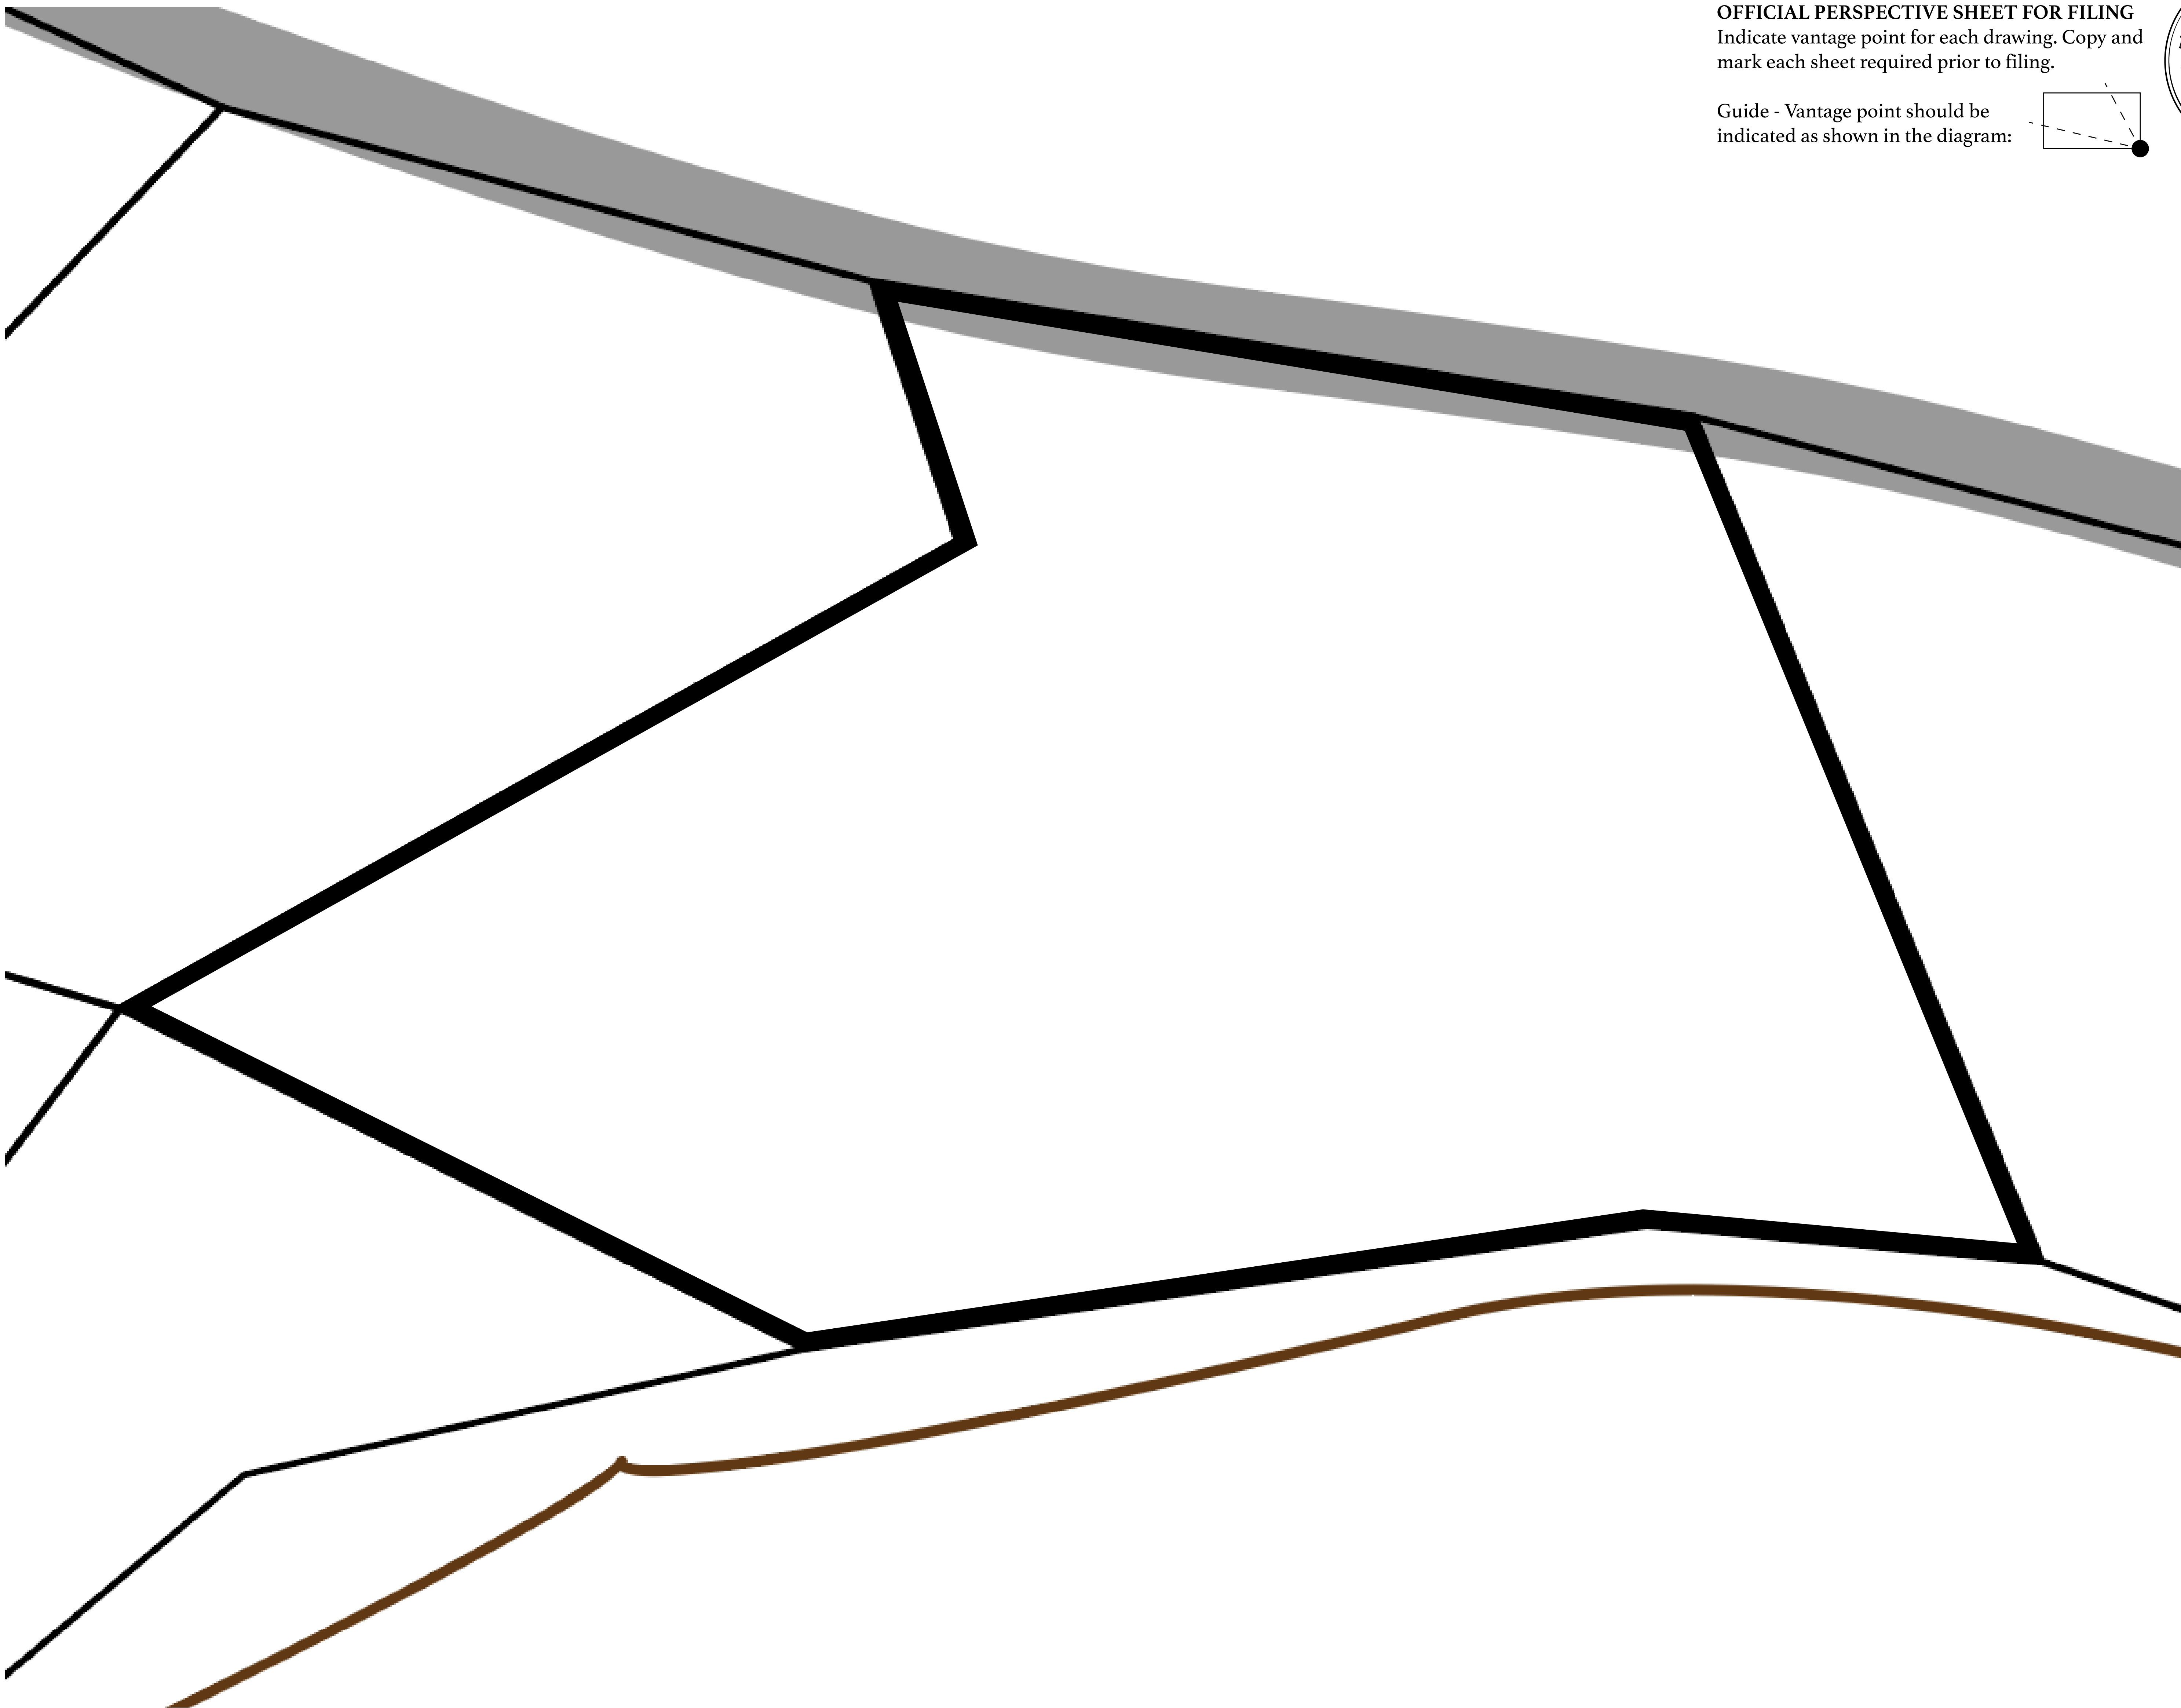 OFFICIAL PERSPECTIVE SHEET FOR FILING
Indicate vantage point for each drawing. Copy and
mark each sheet required prior to filing.
Guide - Vantage point should be
indicated as shown in the diagram: